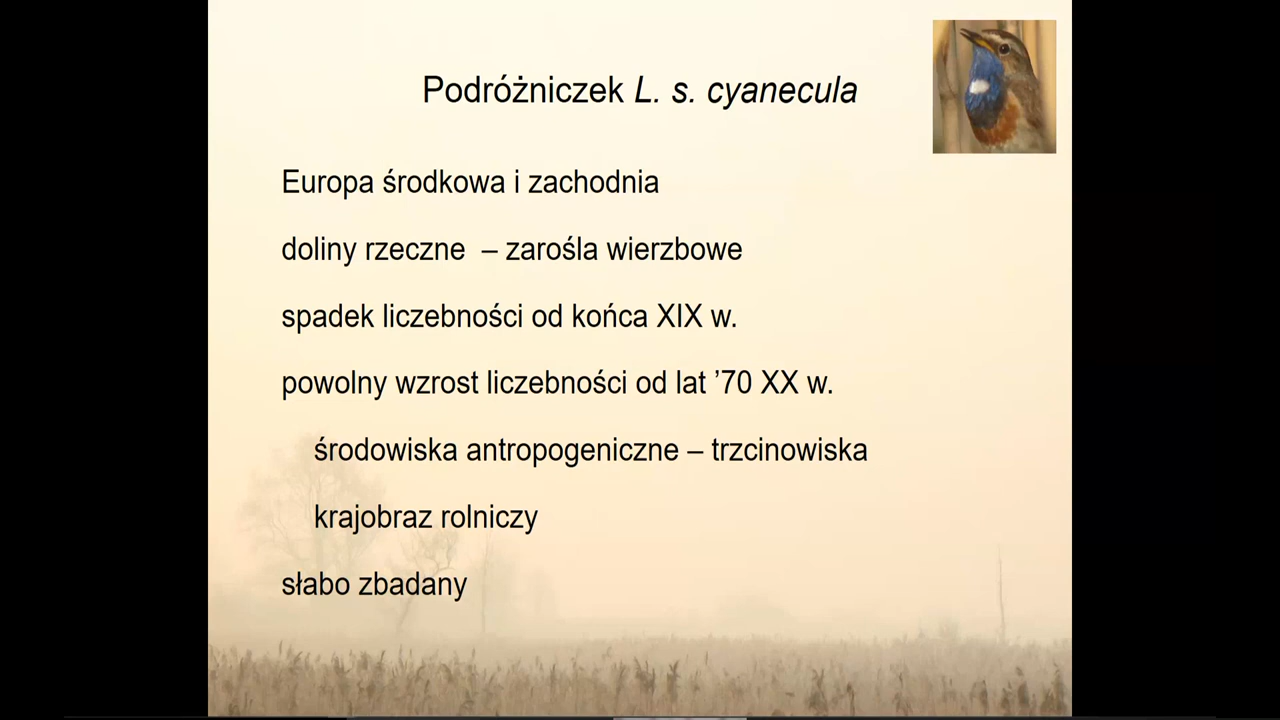 Podróżniczek L. s. cyanecula
Europa środkowa i zachodnia
doliny rzeczne – zarośla wierzbowe
spadek liczebności od końca XIX w.
powolny wzrost liczebności od lat ’70 XX w.
środowiska antropogeniczne – trzcinowiska
krajobraz rolniczy
słabo zbadany